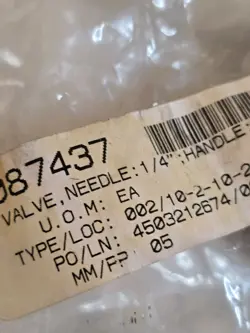 087437
VALVE, NEEDLE:1/4";HANDLE:
U.O.M: EA
TYPE/LOC: 002/10-2-10-2
PO/LN: 4503212674/0
MM/F?: 05